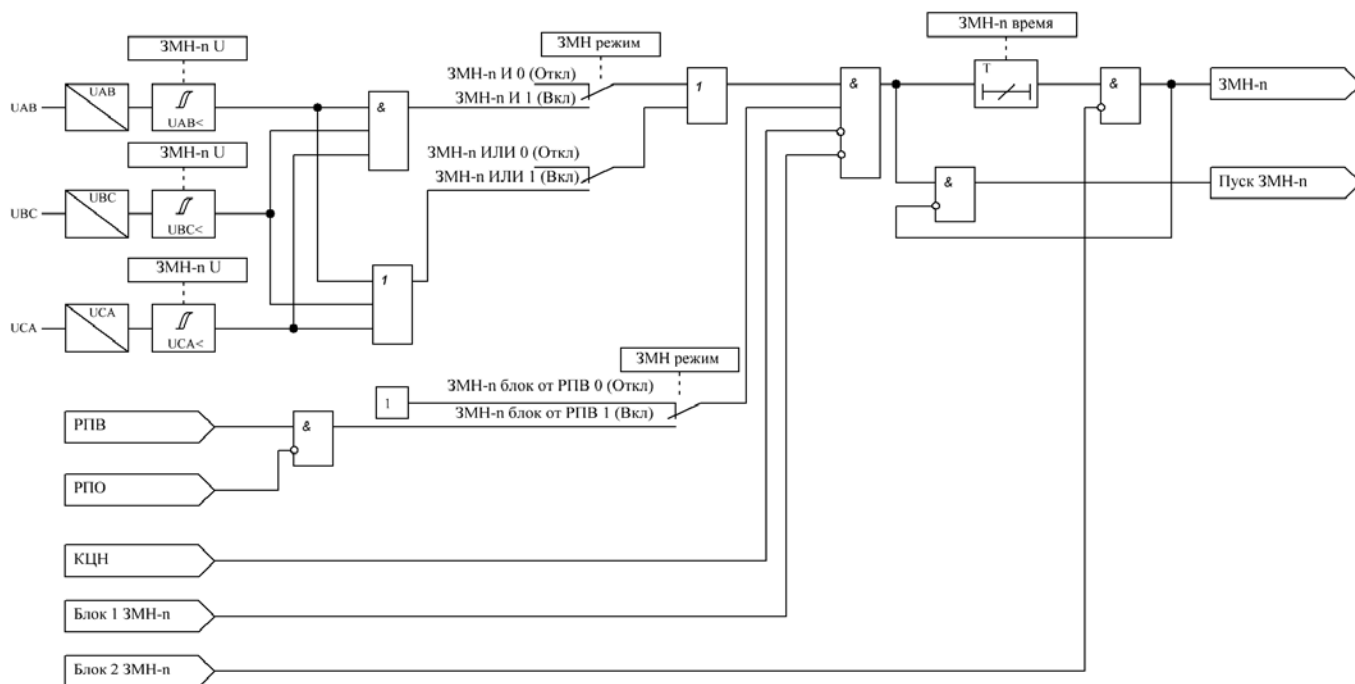 ЗМН-n U
UAB
UAB
UAB<
&
ЗМН-n И 0 (Откл)
ЗМН-n И 1 (Вкл)
ЗМН режим
1
&
ЗМН-n время
T
&
ЗМН-n
ЗМН-n U
UBC
UBC
UBC<
ЗМН-n ИЛИ 0 (Откл)
ЗМН-n ИЛИ 1 (Вкл)
&
Пуск ЗМН-n
ЗМН-n U
UCA
UCA
UCA<
1
ЗМН режим
1
ЗМН-n блок от РПВ 0 (Откл)
ЗМН-n блок от РПВ 1 (Вкл)
РПВ
&
РПО
КЦН
Блок 1 ЗМН-n
Блок 2 ЗМН-n